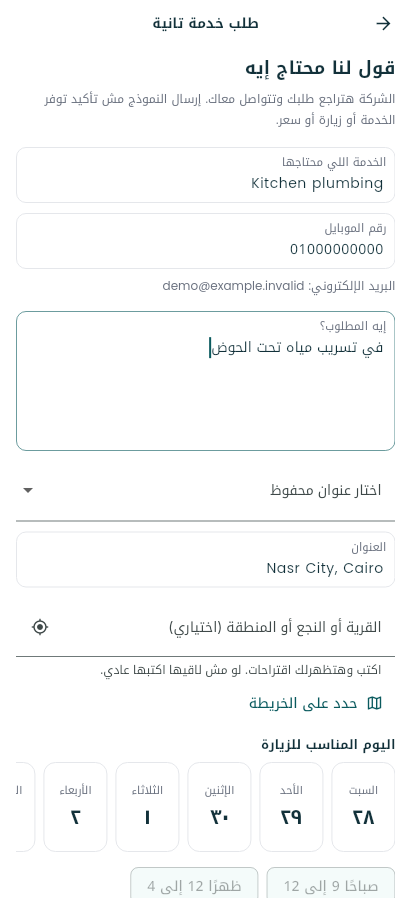 طلب خدمة تانية
قول لنا محتاج إيه
الشركة هتراجع طلبك وتتواصل معاك. إرسال النموذج مش تأكيد توفر
الخدمة أو زيارة أو سعر.
الخدمة اللي محتاجها
Kitchen plumbing
رقم الموبايل
01000000000
البريد الإلكتروني: demo@example.invalid
إيه المطلوب؟
في تسريب مياه تحت الحوض
اختار عنوان محفوظ
العنوان
Nasr City, Cairo
القرية أو النجع أو المنطقة (اختياري)
اكتب وهتظهرلك اقتراحات. لو مش لاقيها اكتبها عادي.
حدد على الخريطة
اليوم المناسب للزيارة
السبت الأحد الإثنين الثلاثاء الأربعاء
٢٨ ٢٩ ٣٠ ١ ٢
صباحًا 9 إلى 12 ظهرًا 12 إلى 4